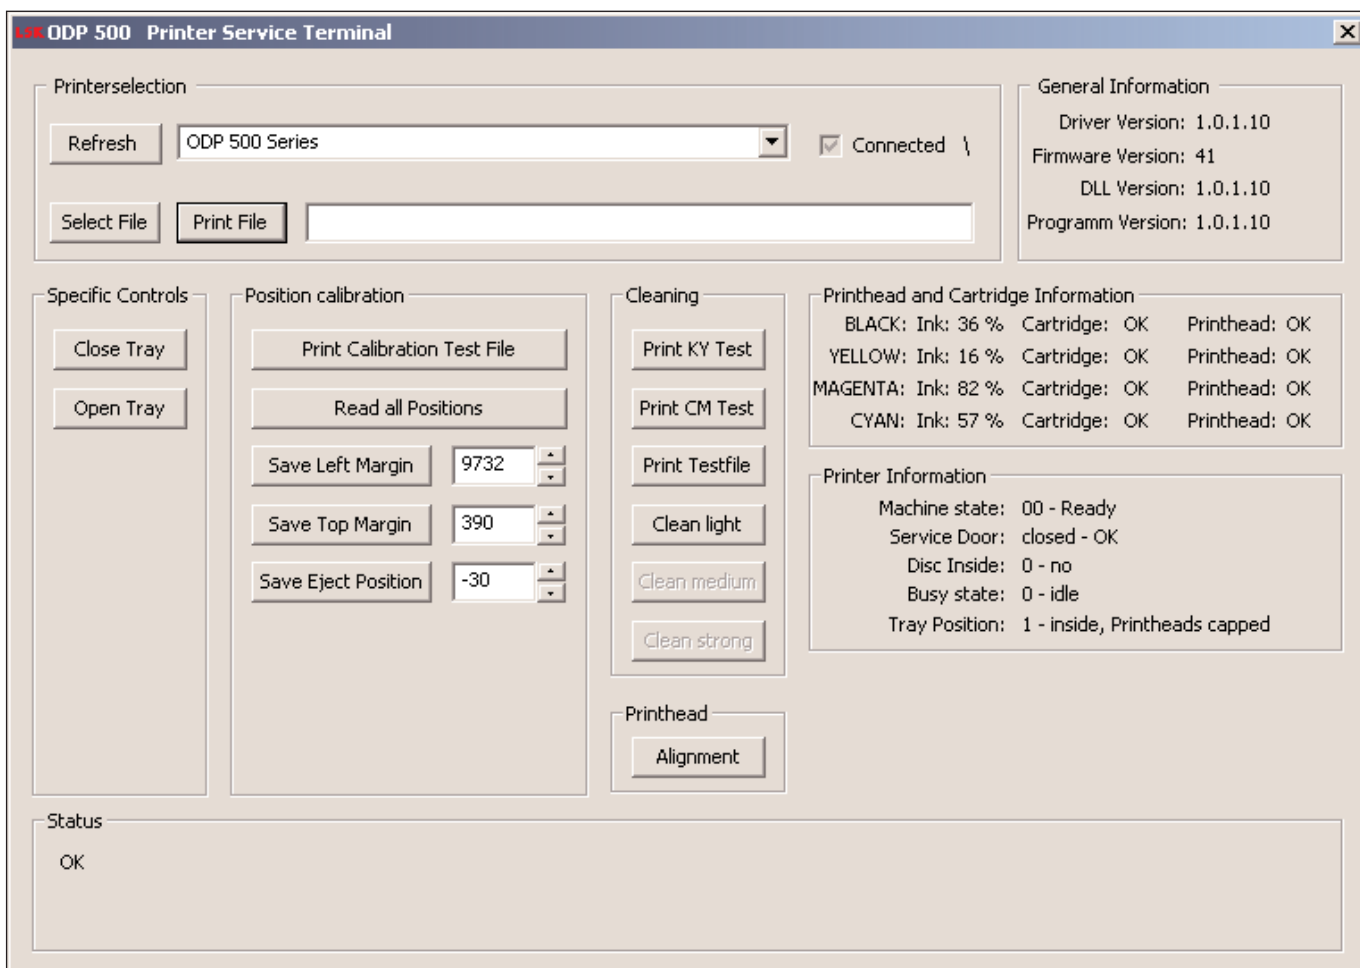 LSK ODP 500 Printer Service Terminal
Printerselection
Refresh
ODP 500 Series
Connected \
Select File
Print File
General Information
Driver Version: 1.0.1.10
Firmware Version: 41
DLL Version: 1.0.1.10
Programm Version: 1.0.1.10
Specific Controls
Close Tray
Open Tray
Position calibration
Print Calibration Test File
Read all Positions
Save Left Margin 9732
Save Top Margin 390
Save Eject Position -30
Cleaning
Print KY Test
Print CM Test
Print Testfile
Clean light
Clean medium
Clean strong
Printhead
Alignment
Printhead and Cartridge Information
BLACK: Ink: 36 % Cartridge: OK Printhead: OK
YELLOW: Ink: 16 % Cartridge: OK Printhead: OK
MAGENTA: Ink: 82 % Cartridge: OK Printhead: OK
CYAN: Ink: 57 % Cartridge: OK Printhead: OK
Printer Information
Machine state: 00 - Ready
Service Door: closed - OK
Disc Inside: 0 - no
Busy state: 0 - idle
Tray Position: 1 - inside, Printheads capped
Status
OK